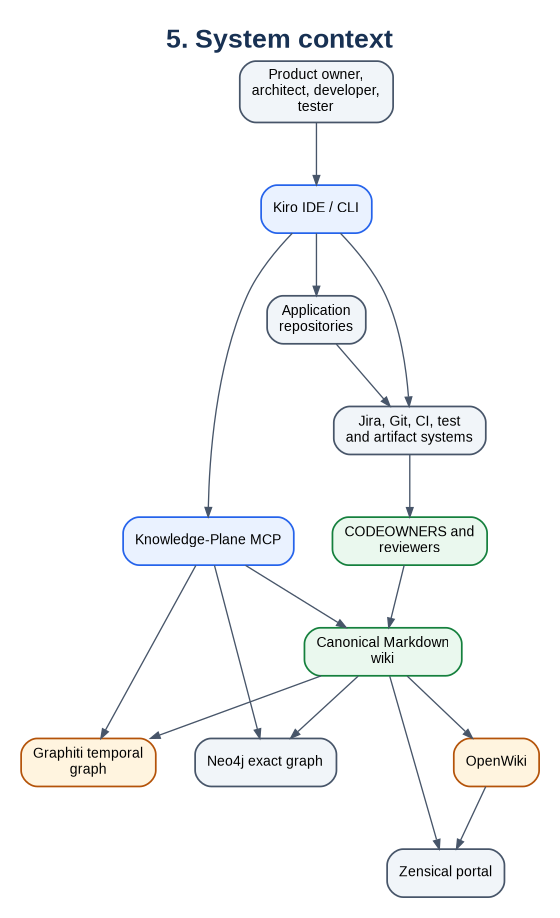 5. System context
Product owner,
architect, developer,
tester
Kiro IDE / CLI
Application
repositories
Jira, Git, CI, test
and artifact systems
Knowledge-Plane MCP
CODEOWNERS and
reviewers
Canonical Markdown
wiki
Graphiti temporal
graph
Neo4j exact graph
OpenWiki
Zensical portal